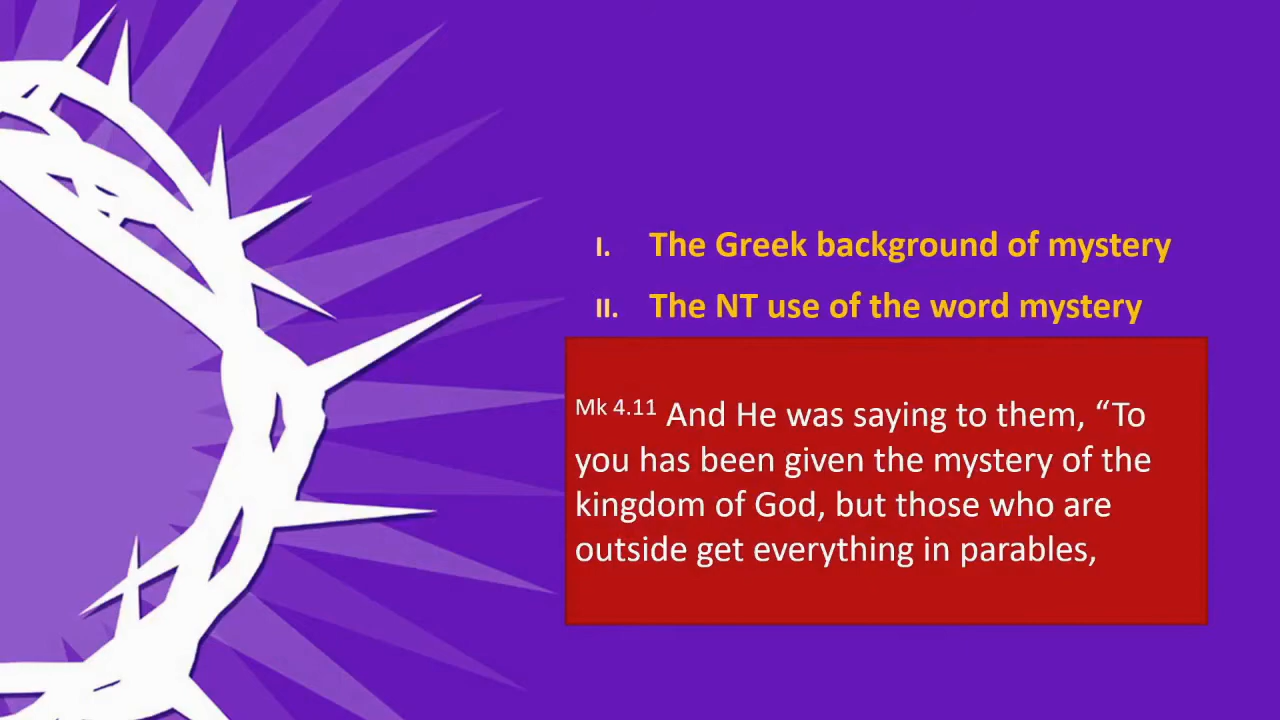 I. The Greek background of mystery
II. The NT use of the word mystery
Mk 4.11 And He was saying to them, “To
you has been given the mystery of the
kingdom of God, but those who are
outside get everything in parables,